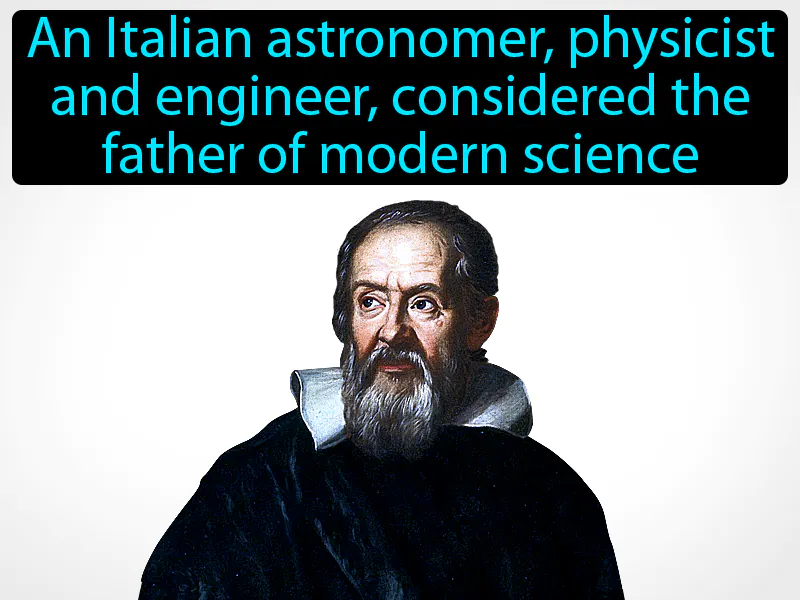 An Italian astronomer, physicist
and engineer, considered the
father of modern science